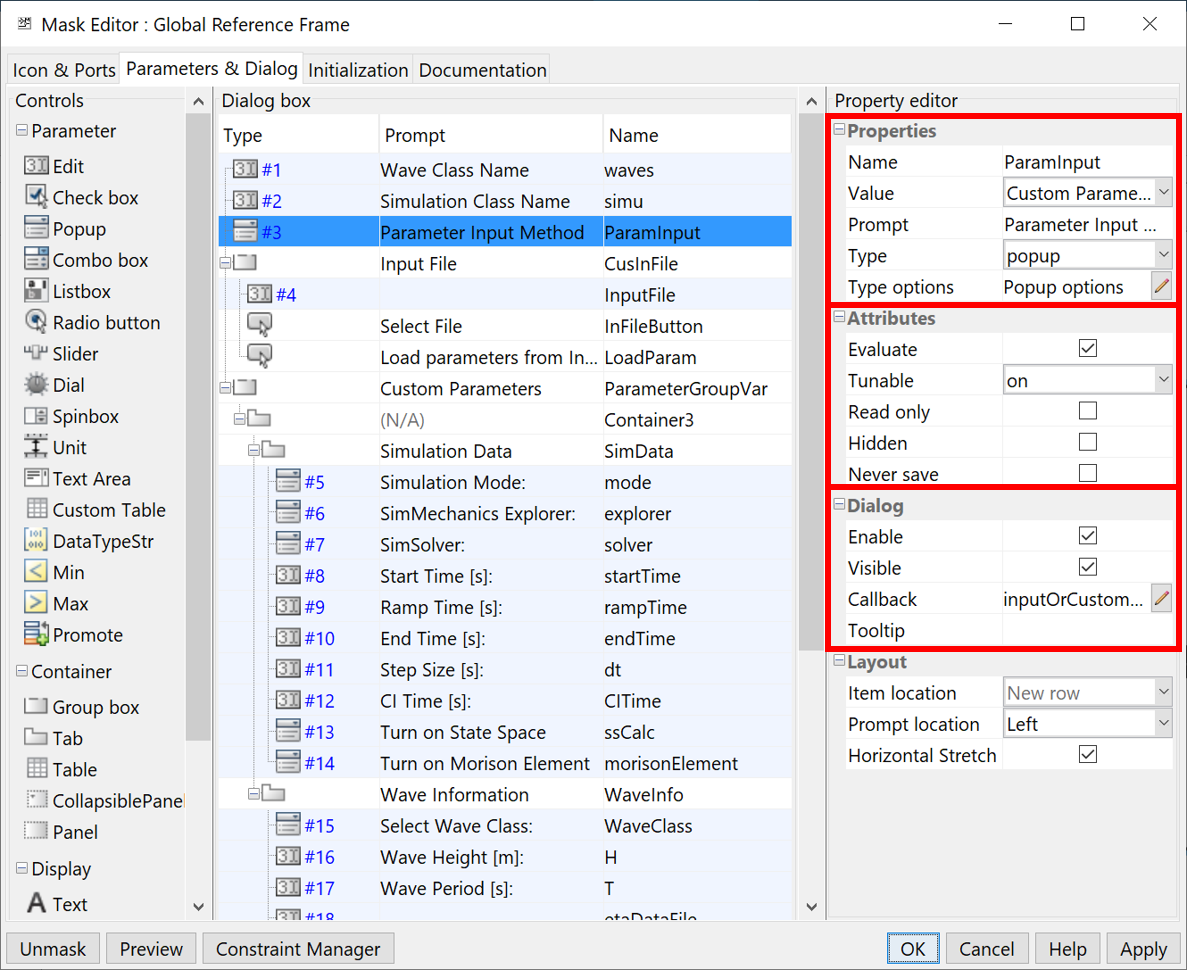 Mask Editor : Global Reference Frame
Icon & Ports Parameters & Dialog Initialization Documentation
Controls
Parameter
Edit
Check box
Popup
Combo box
Listbox
Radio button
Slider
Dial
Spinbox
Unit
Text Area
Custom Table
DataTypeStr
Min
Max
Promote
Container
Group box
Tab
Table
CollapsiblePanel
Panel
Display
A Text
Dialog box
Type Prompt Name
#1 Wave Class Name waves
#2 Simulation Class Name simu
#3 Parameter Input Method ParamInput
Input File CusInFile
#4 InputFile
Select File InFileButton
Load parameters from In... LoadParam
Custom Parameters ParameterGroupVar
(N/A) Container3
Simulation Data SimData
#5 Simulation Mode: mode
#6 SimMechanics Explorer: explorer
#7 SimSolver: solver
#8 Start Time [s]: startTime
#9 Ramp Time [s]: rampTime
#10 End Time [s]: endTime
#11 Step Size [s]: dt
#12 CI Time [s]: CITime
#13 Turn on State Space ssCalc
#14 Turn on Morison Element morisonElement
Wave Information WaveInfo
#15 Select Wave Class: WaveClass
#16 Wave Height [m]: H
#17 Wave Period [s]: T
#18 etaDataFile
Property editor
Properties
Name ParamInput
Value Custom Parame...
Prompt Parameter Input ...
Type popup
Type options Popup options
Attributes
Evaluate
Tunable on
Read only
Hidden
Never save
Dialog
Enable
Visible
Callback inputOrCustom...
Tooltip
Layout
Item location New row
Prompt location Left
Horizontal Stretch
Unmask Preview Constraint Manager OK Cancel Help Apply